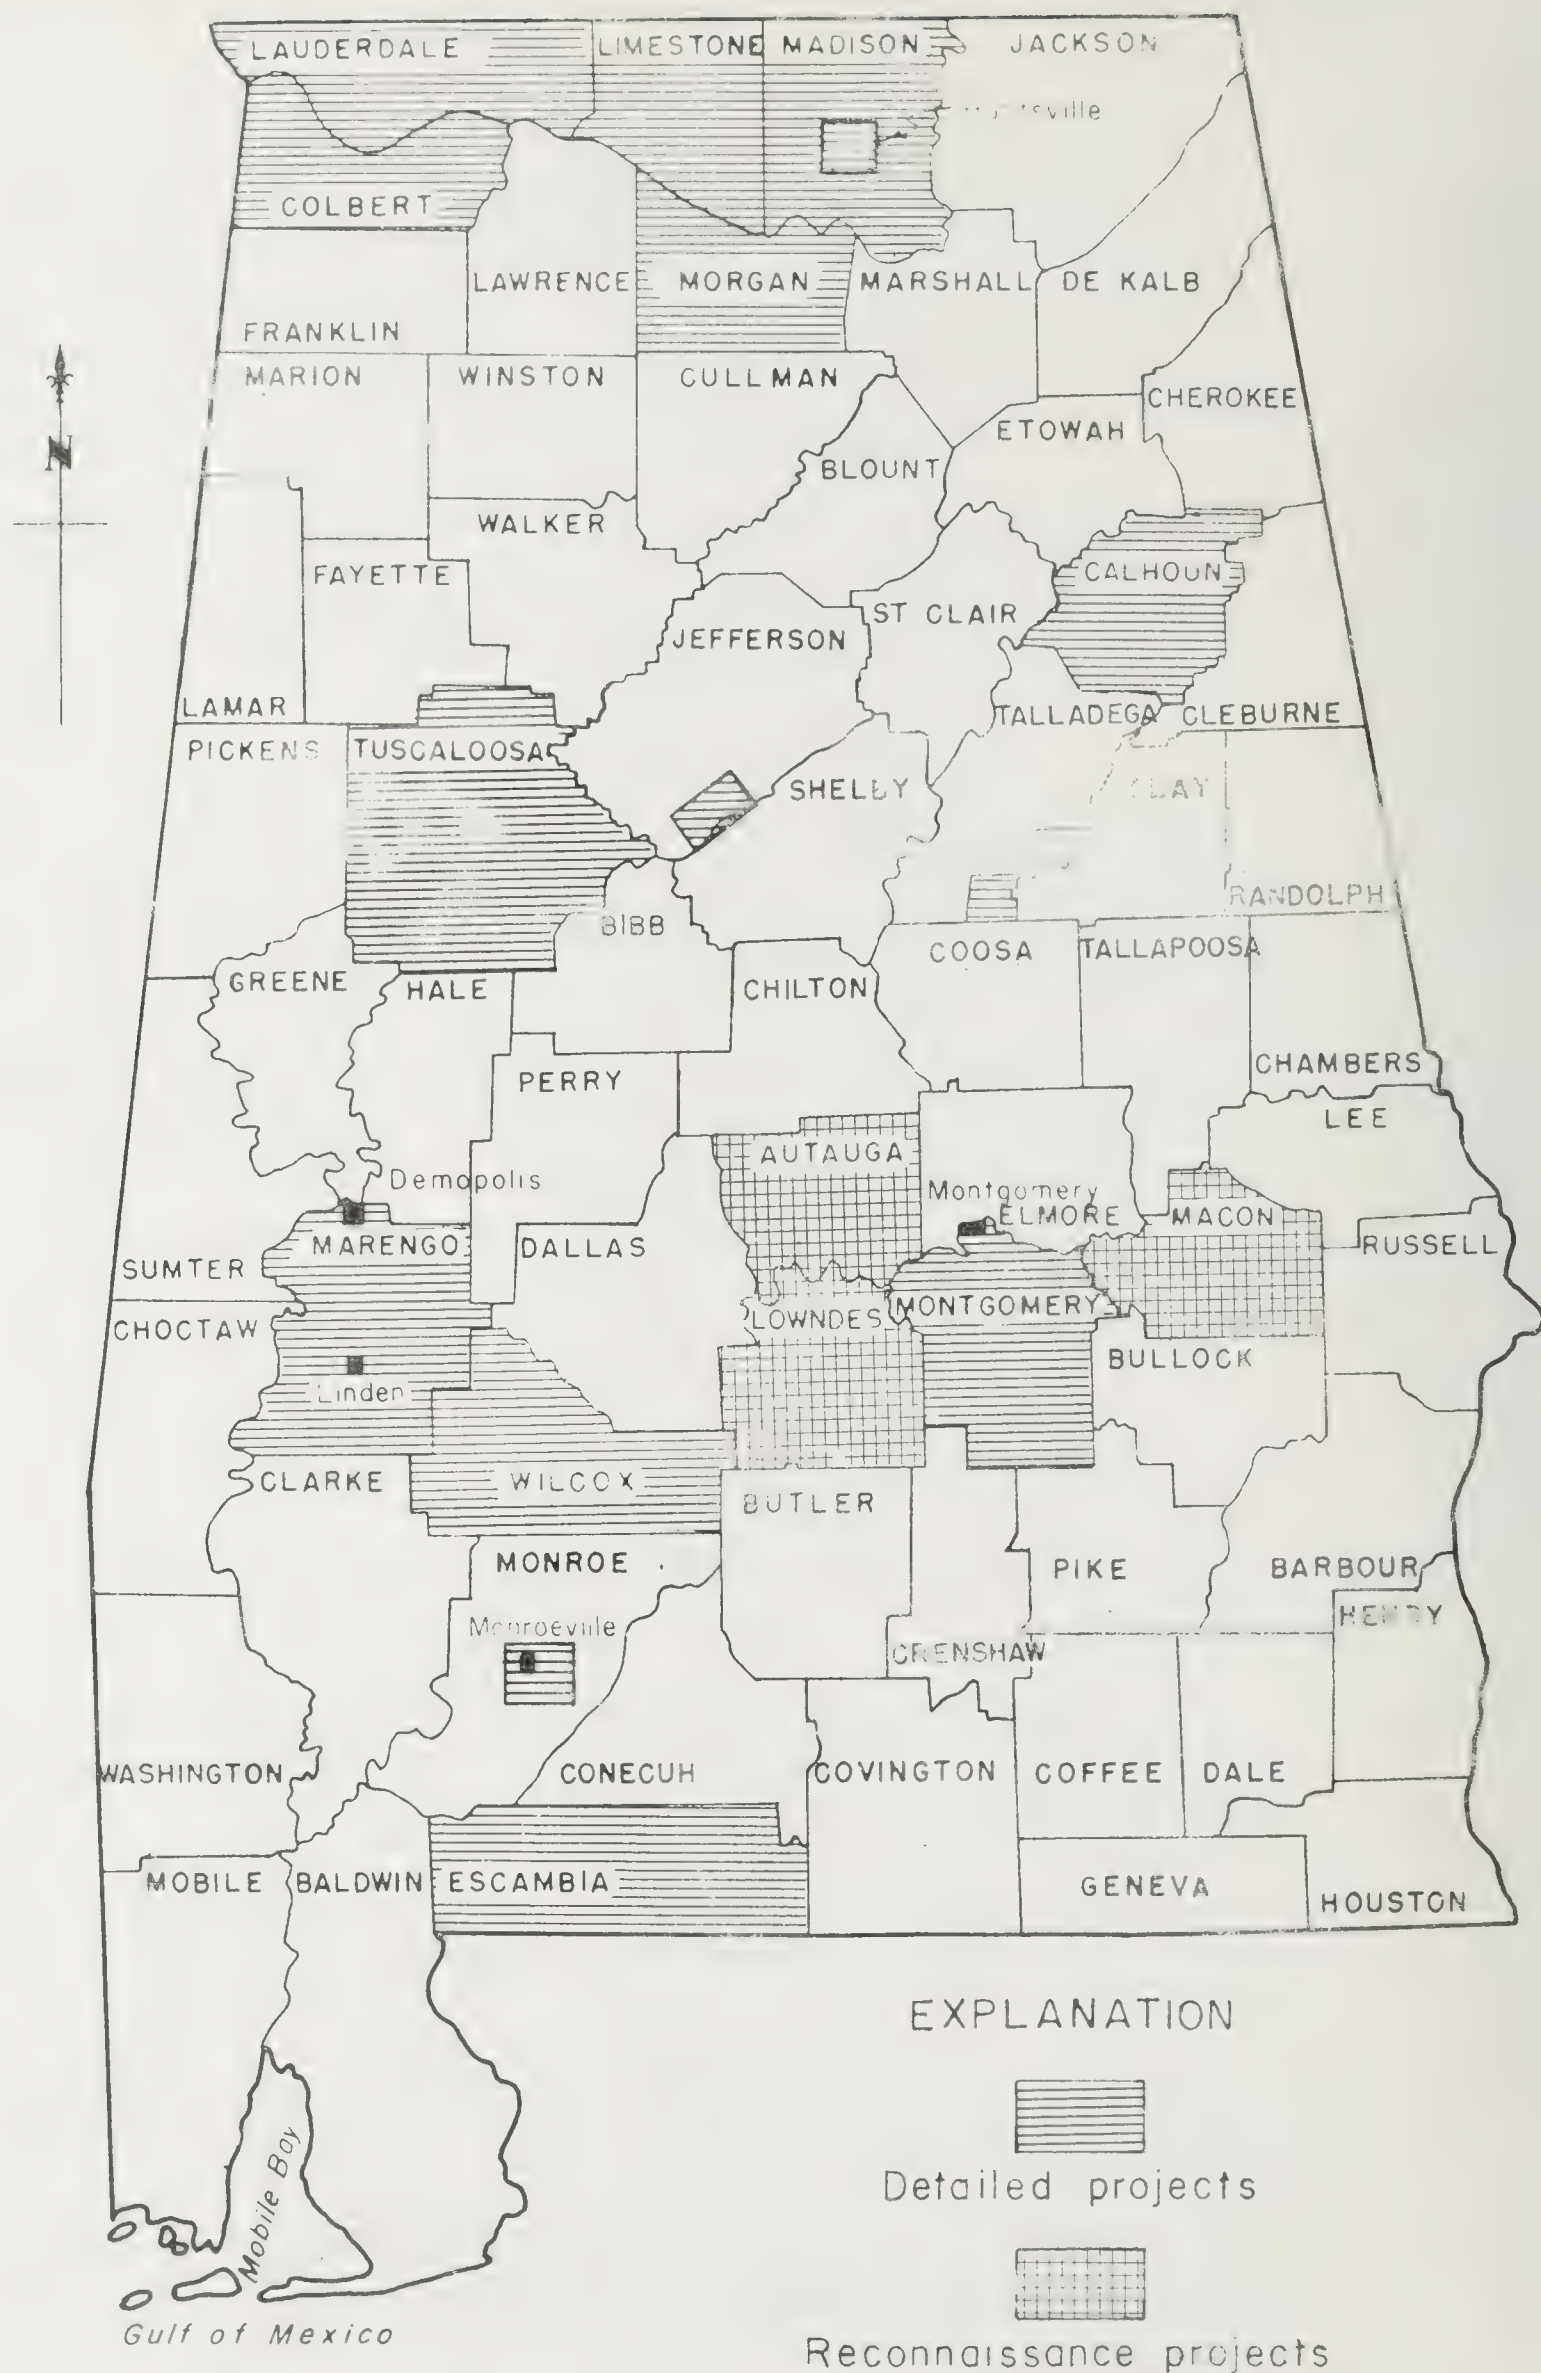 LAUDERDALE
LIMESTONE
MADISON
JACKSON
COLBERT
LAWRENCE
MORGAN
MARSHALL
DE KALB
FRANKLIN
MARION
WINSTON
CULLMAN
CHEROKEE
ETOWAH
N
BLOUNT
WALKER
FAYETTE
CALHOUN
ST CLAIR
JEFFERSON
LAMAR
TALLADEGA
CLEBURNE
PICKENS
TUSCALOOSA
SHELBY
CLAY
RANDOLPH
BIBB
COOSA
TALLAPOOSA
GREENE
HALE
CHILTON
CHAMBERS
PERRY
LEE
AUTAUGA
Demopolis
Montgomery
ELMORE
MACON
MARENGO
DALLAS
RUSSELL
SUMTER
LOWNDES
MONTGOMERY
CHOCTAW
BULLOCK
Linden
CLARKE
WILCOX
BUTLER
MONROE
PIKE
BARBOUR
HENRY
Monroeville
CRENSHAW
WASHINGTON
CONECUH
COVINGTON
COFFEE
DALE
MOBILE
BALDWIN
ESCAMBIA
GENEVA
HOUSTON
EXPLANATION
Detailed projects
Mobile Bay
Gulf of Mexico
Reconnaissance projects